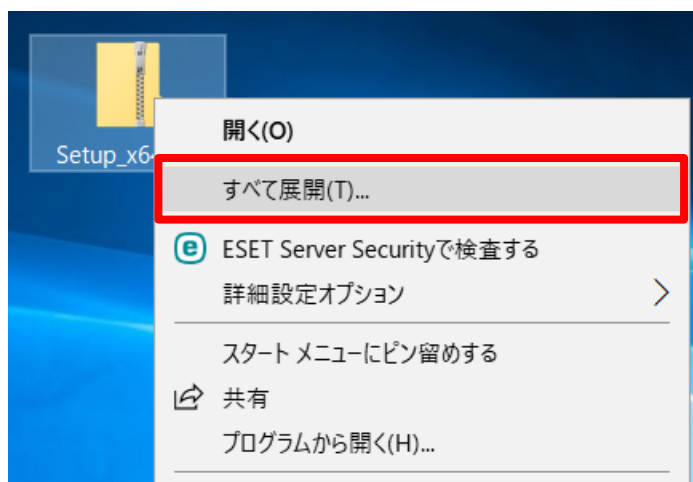 Setup_x6
開く(O)
すべて展開(T)...
ESET Server Securityで検査する
詳細設定オプション
スタート メニューにピン留めする
共有
プログラムから開く(H)...